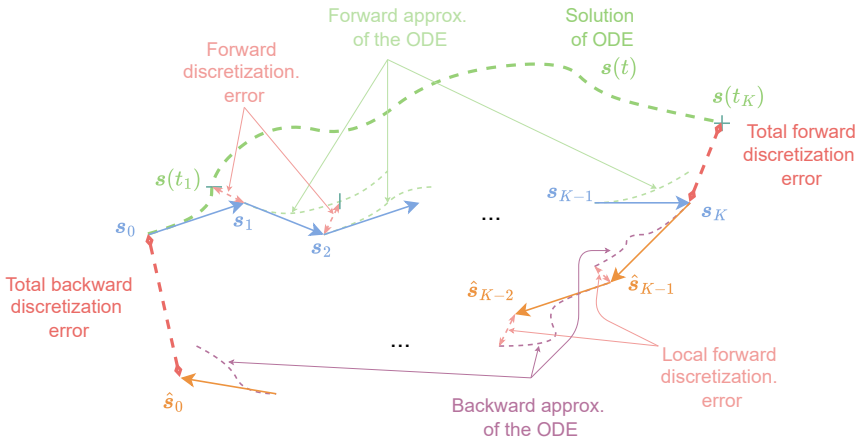 Forward approx.
of the ODE
Solution
of ODE
s(t)
Forward
discretization.
error
s(t_K)
Total forward
discretization
error
s(t_1)
s_{K-1}
s_0
s_1
s_2
...
s_K
Total backward
discretization
error
ŝ_{K-2}
ŝ_{K-1}
...
Local forward
discretization.
error
ŝ_0
Backward approx.
of the ODE